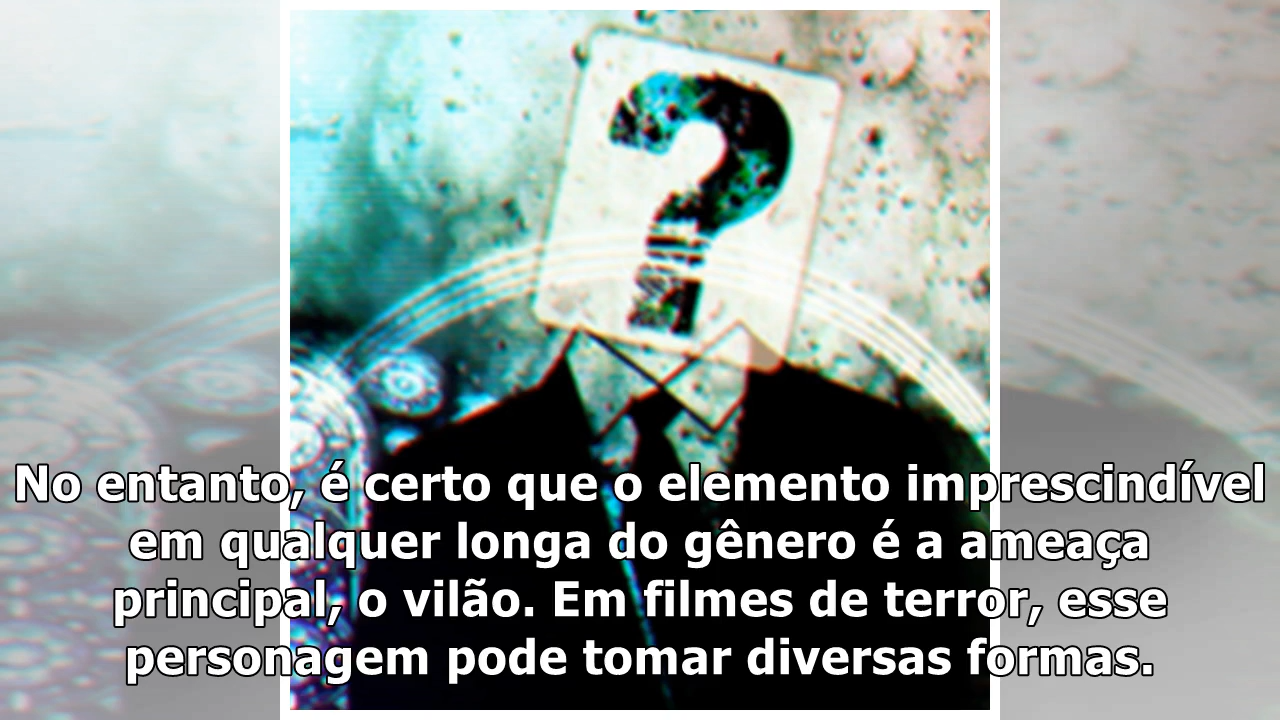 ?
No entanto, é certo que o elemento imprescindível
em qualquer longa do gênero é a ameaça
principal, o vilão. Em filmes de terror, esse
personagem pode tomar diversas formas.